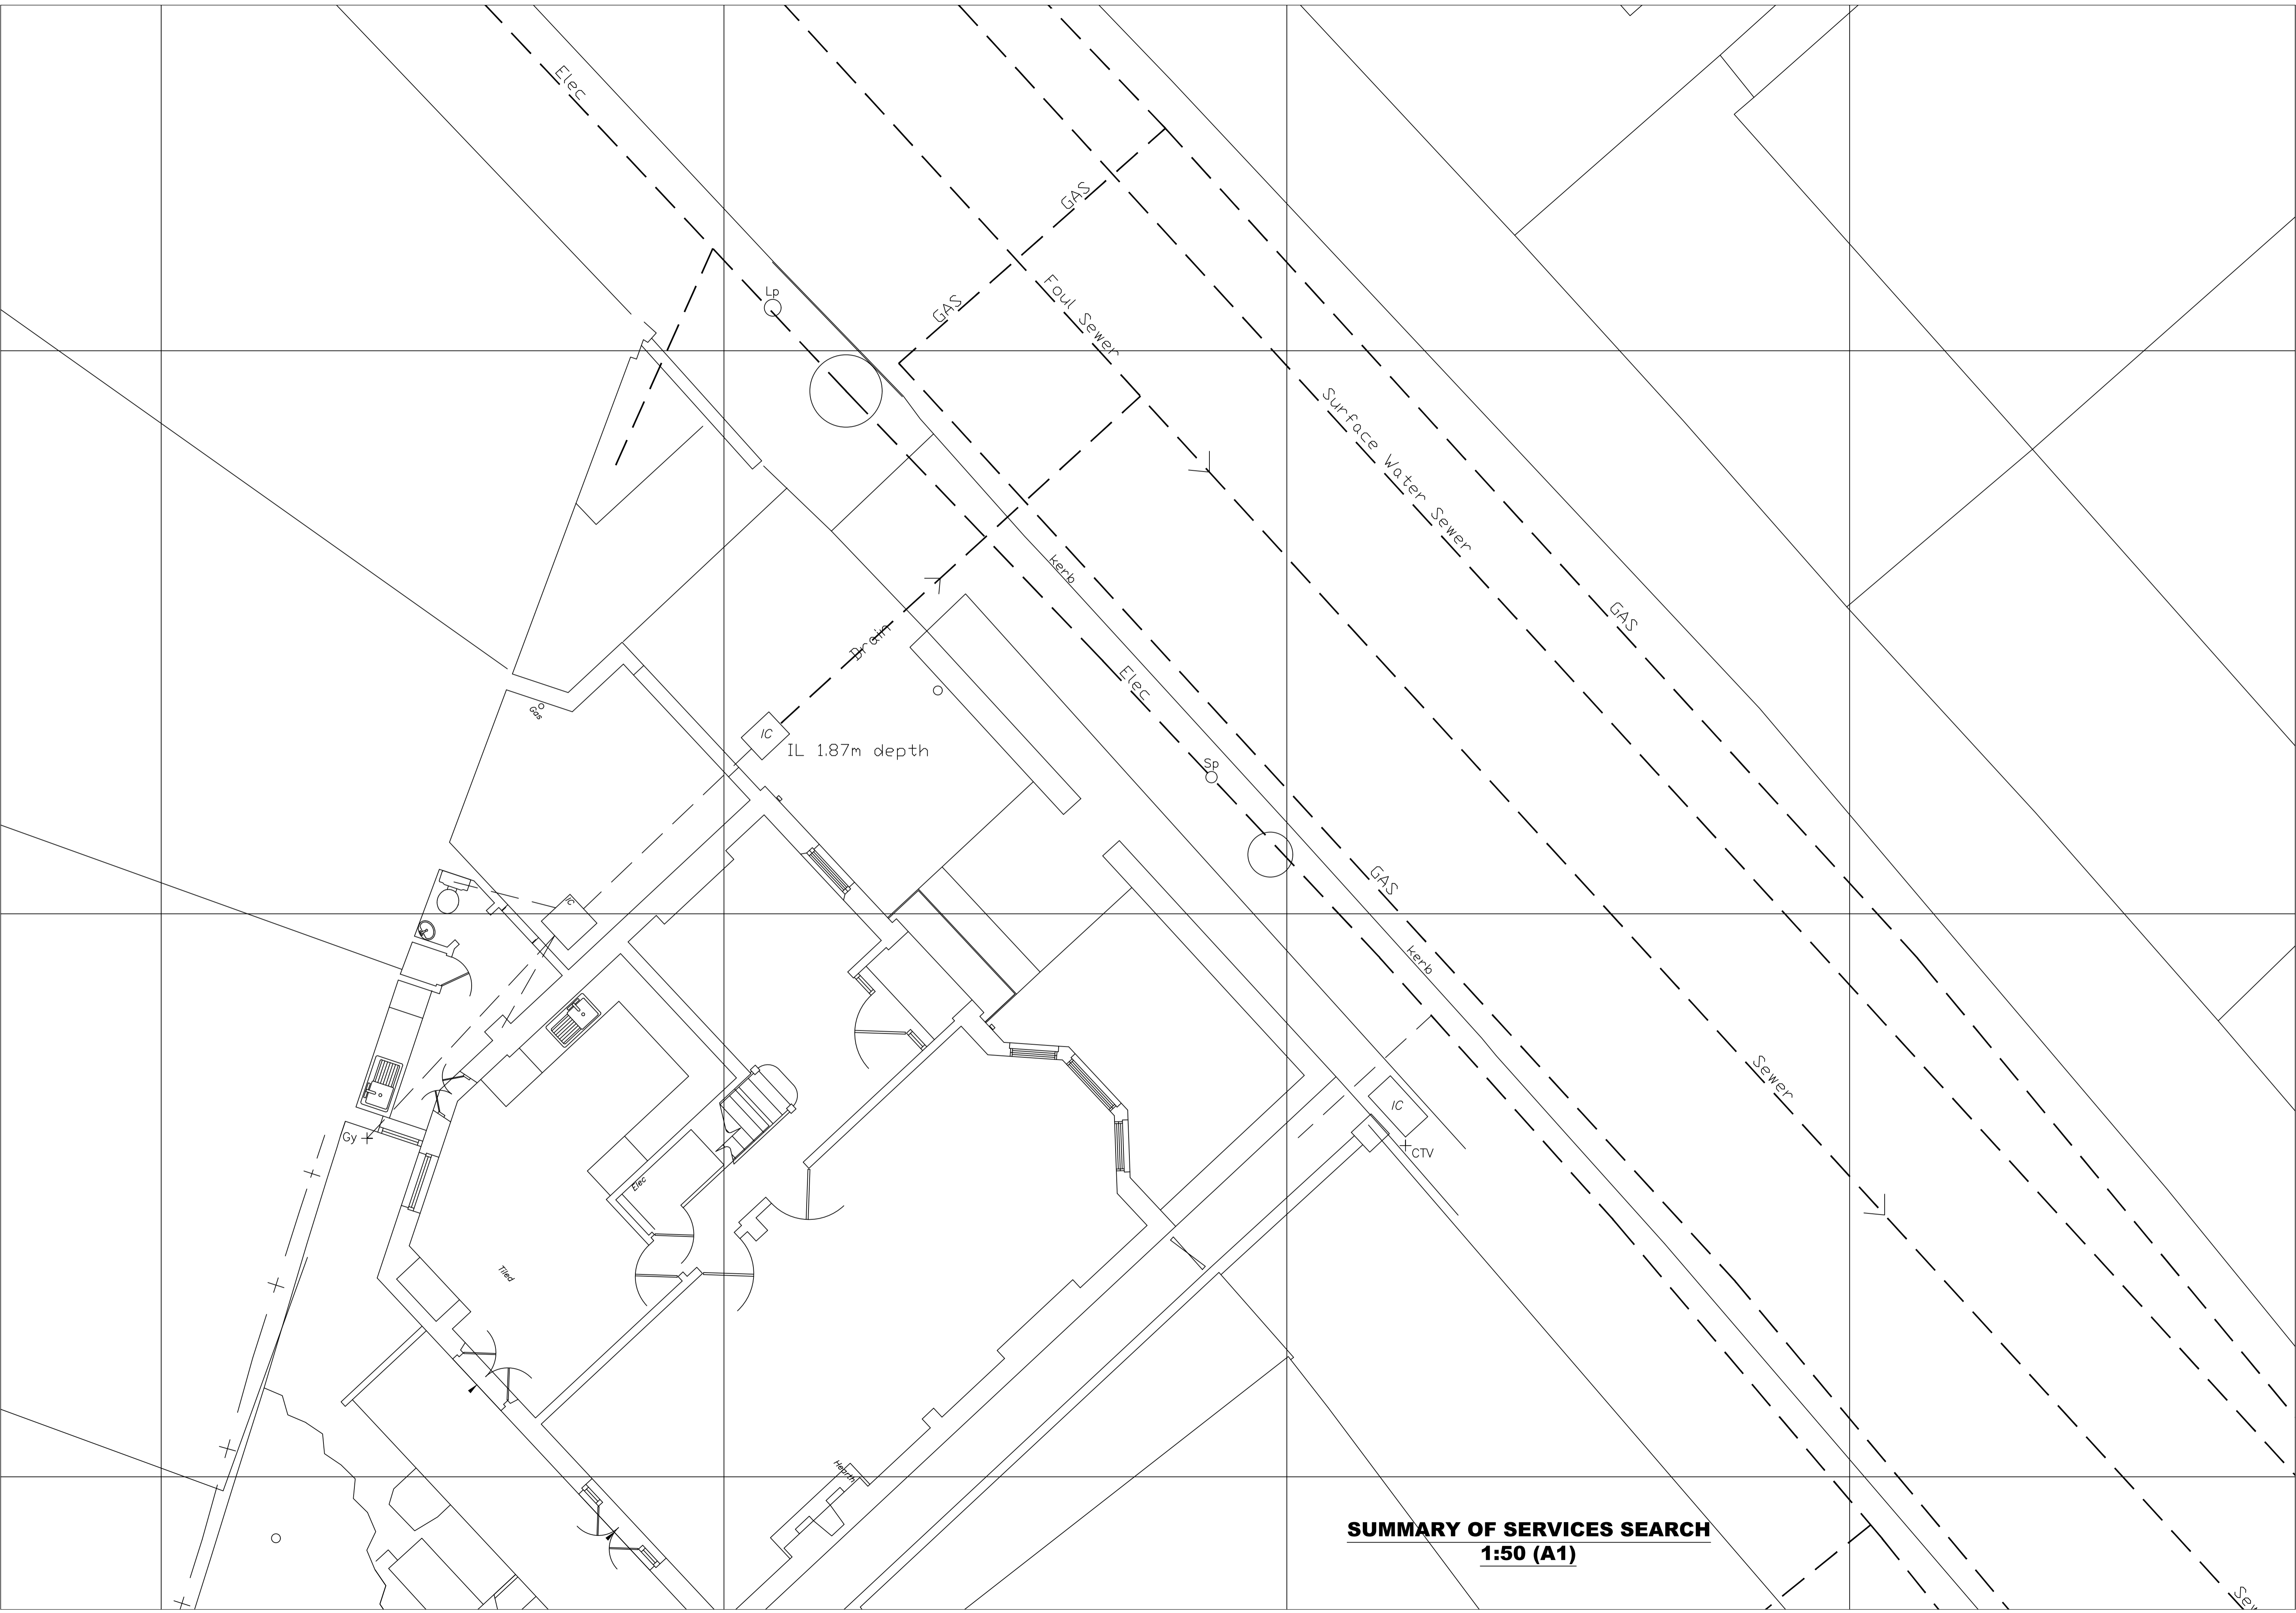 Elec
GAS
Lp
Foul Sewer
GAS
Surface Water Sewer
kerb
GAS
Drain
Elec
Gas
IC
IL 1.87m depth
Sp
GAS
IC
kerb
Sewer
IC
Gy
CTV
Elec
Tiled
Hearth
SUMMARY OF SERVICES SEARCH
1:50 (A1)